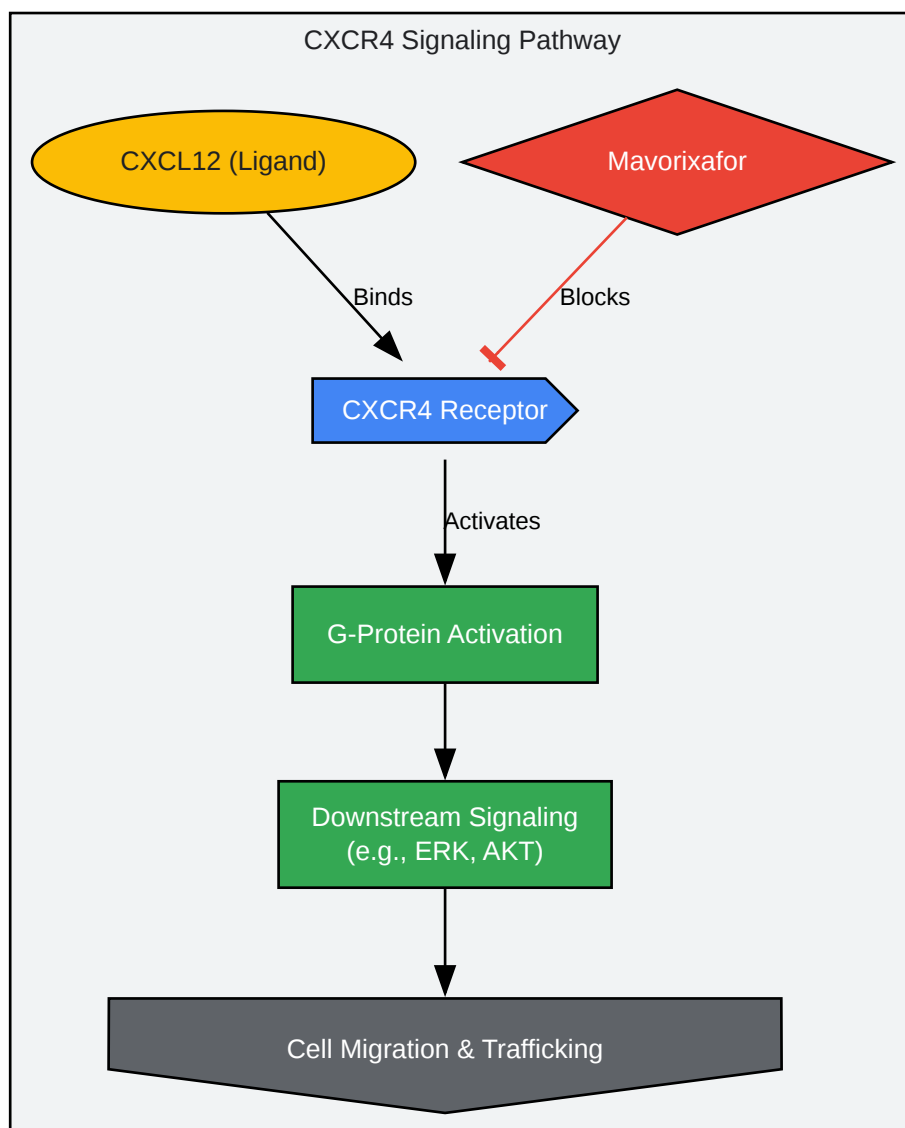 CXCR4 Signaling Pathway
CXCL12 (Ligand)
Mavorixafor
Binds
Blocks
CXCR4 Receptor
Activates
G-Protein Activation
Downstream Signaling
(e.g., ERK, AKT)
Cell Migration & Trafficking